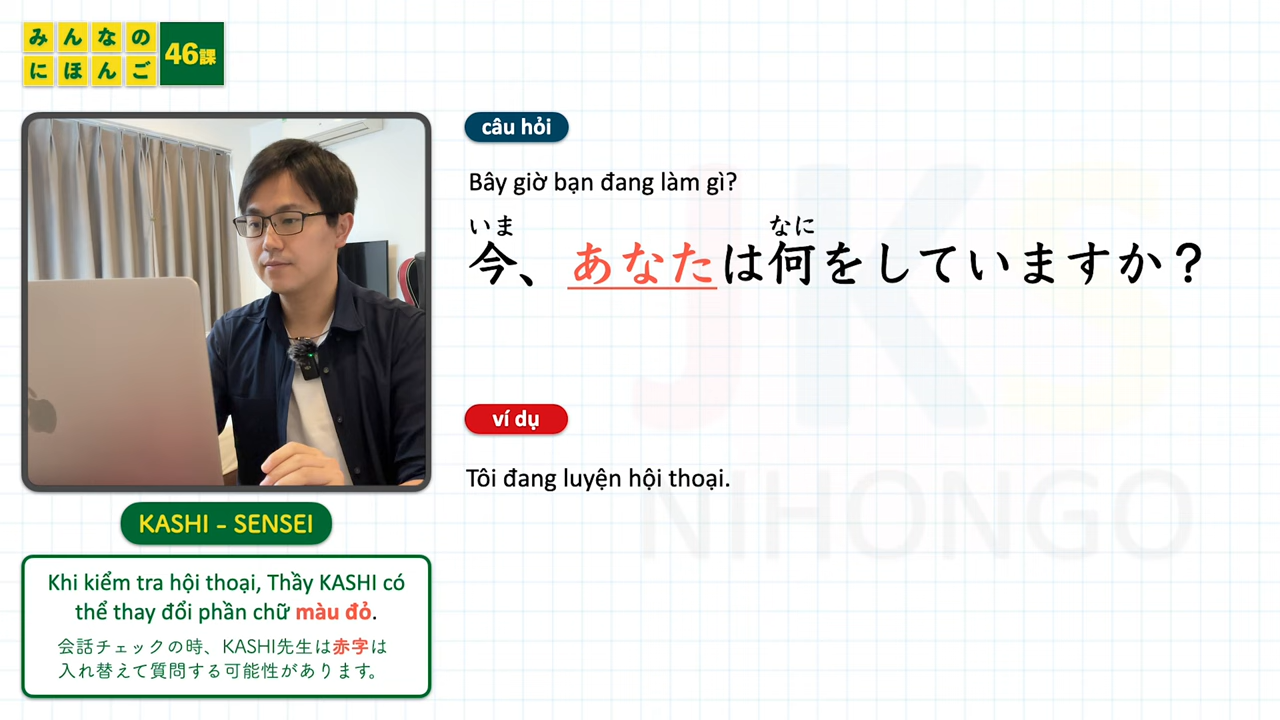 みんなの
にほんご
46課
câu hỏi
Bây giờ bạn đang làm gì?
いま なに
今、あなたは何をしていますか？
ví dụ
Tôi đang luyện hội thoại.
JKS
NIHONGO
KASHI – SENSEI
Khi kiểm tra hội thoại, Thầy KASHI có
thể thay đổi phần chữ màu đỏ.
会話チェックの時、KASHI先生は赤字は
入れ替えて質問する可能性があります。